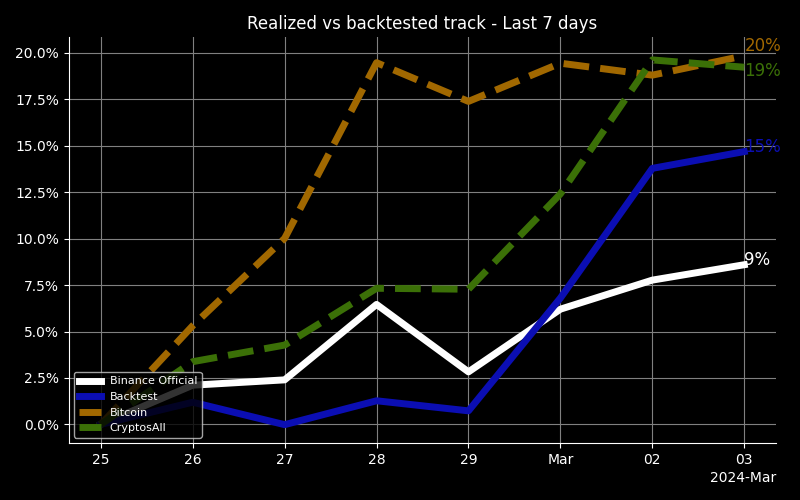 Realized vs backtested track - Last 7 days
20.0%
17.5%
15.0%
12.5%
10.0%
7.5%
5.0%
2.5%
0.0%
20%
19%
15%
9%
Binance Official
Backtest
Bitcoin
CryptosAll
25 26 27 28 29 Mar 02 03
2024-Mar